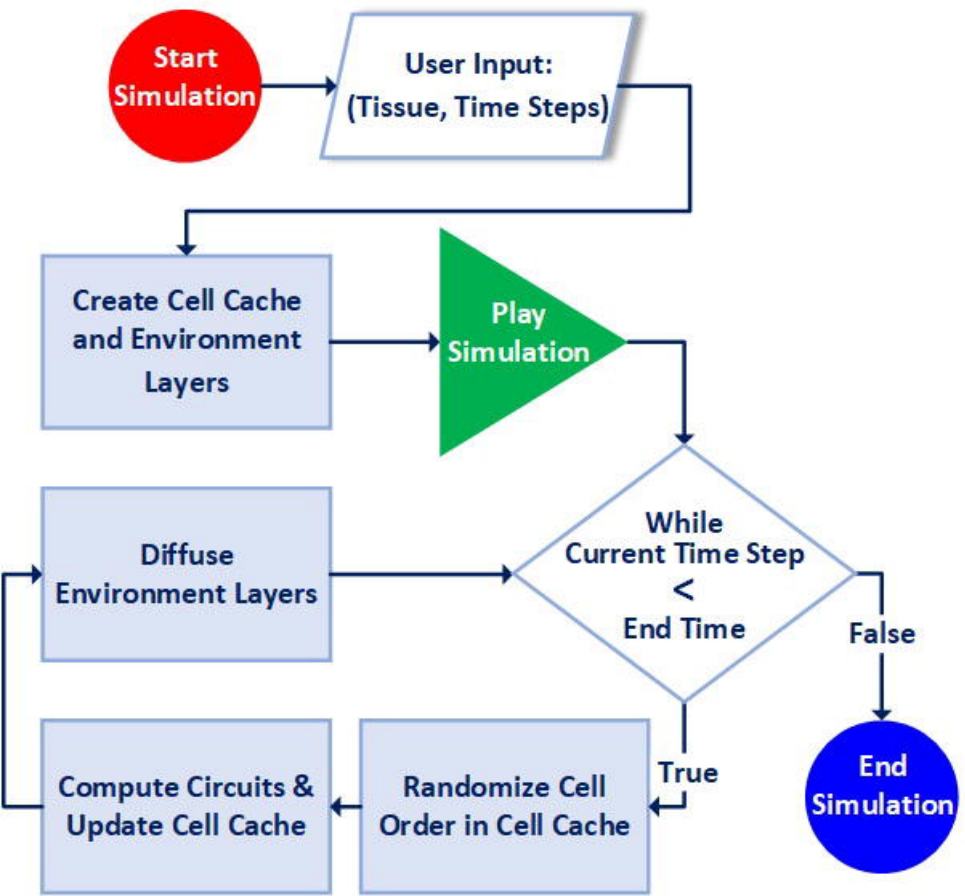 Start
Simulation
User Input:
(Tissue, Time Steps)
Create Cell Cache
and Environment
Layers
Play
Simulation
While
Current Time Step
<
End Time
False
True
Randomize Cell
Order in Cell Cache
Compute Circuits &
Update Cell Cache
Diffuse
Environment Layers
End
Simulation